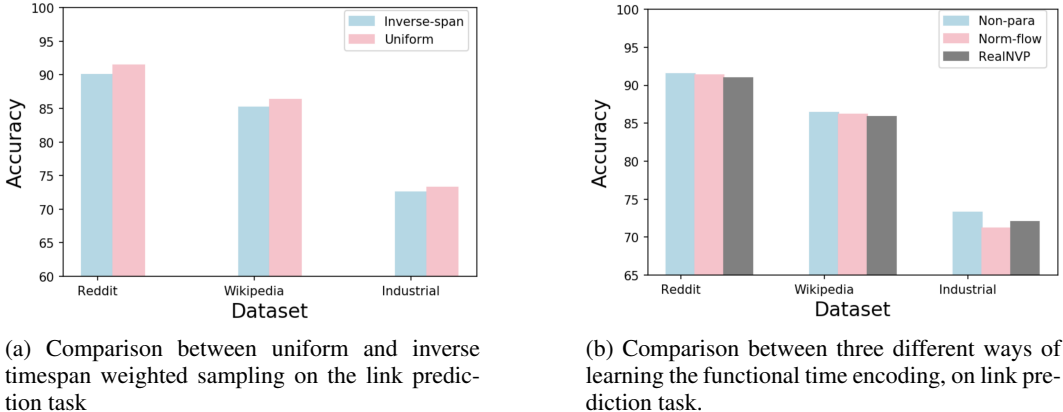 100
95
90
85
80
75
70
65
60
Accuracy
Inverse-span
Uniform
Reddit
Wikipedia
Industrial
Dataset
(a) Comparison between uniform and inverse
timespan weighted sampling on the link predic-
tion task
100
95
90
85
80
75
70
65
Accuracy
Non-para
Norm-flow
RealNVP
Reddit
Wikipedia
Industrial
Dataset
(b) Comparison between three different ways of
learning the functional time encoding, on link pre-
diction task.